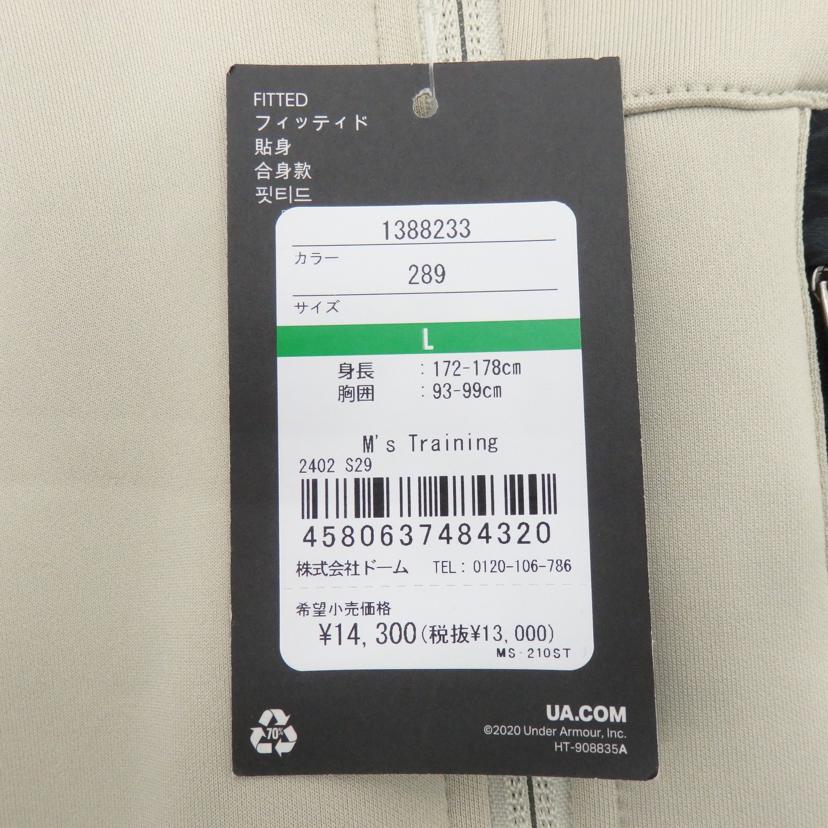 FITTED
フィッティド
貼身
合身款
핏티드
1388233
カラー
289
サイズ
L
身長 : 172-178cm
胸囲 : 93-99cm
M's Training
2402 S29
4580637484320
株式会社ドーム TEL: 0120-106-786
希望小売価格
¥14,300(税抜¥13,000)
MS-210ST
70%
UA.COM
©2020 Under Armour, Inc.
HT-908835A